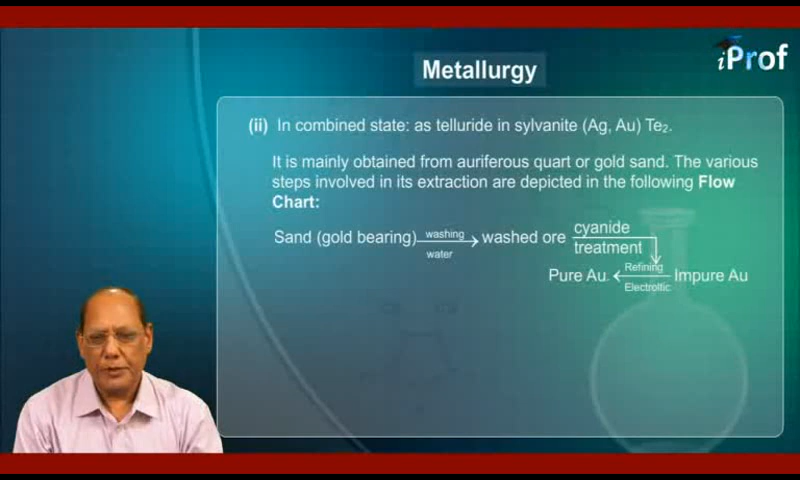 iProf
Metallurgy
(ii) In combined state: as telluride in sylvanite (Ag, Au) Te₂.
It is mainly obtained from auriferous quart or gold sand. The various
steps involved in its extraction are depicted in the following Flow
Chart:
Sand (gold bearing) washing water → washed ore cyanide treatment
Pure Au. ← Refining Electroltic Impure Au